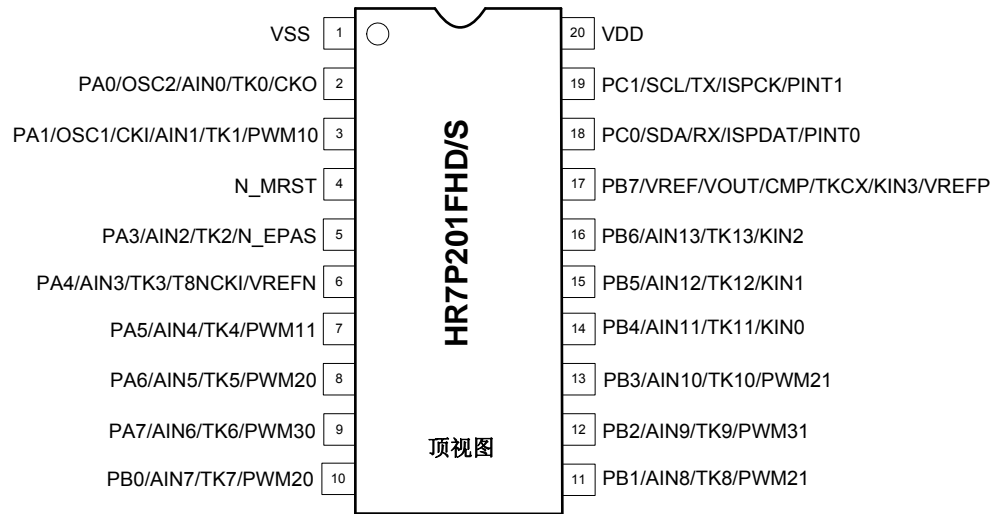 VSS 1
PA0/OSC2/AIN0/TK0/CKO 2
PA1/OSC1/CKI/AIN1/TK1/PWM10 3
N_MRST 4
PA3/AIN2/TK2/N_EPAS 5
PA4/AIN3/TK3/T8NCKI/VREFN 6
PA5/AIN4/TK4/PWM11 7
PA6/AIN5/TK5/PWM20 8
PA7/AIN6/TK6/PWM30 9
PB0/AIN7/TK7/PWM20 10
HR7P201FHD/S
顶视图
20 VDD
19 PC1/SCL/TX/ISPCK/PINT1
18 PC0/SDA/RX/ISPDAT/PINT0
17 PB7/VREF/VOUT/CMP/TKCX/KIN3/VREFP
16 PB6/AIN13/TK13/KIN2
15 PB5/AIN12/TK12/KIN1
14 PB4/AIN11/TK11/KIN0
13 PB3/AIN10/TK10/PWM21
12 PB2/AIN9/TK9/PWM31
11 PB1/AIN8/TK8/PWM21